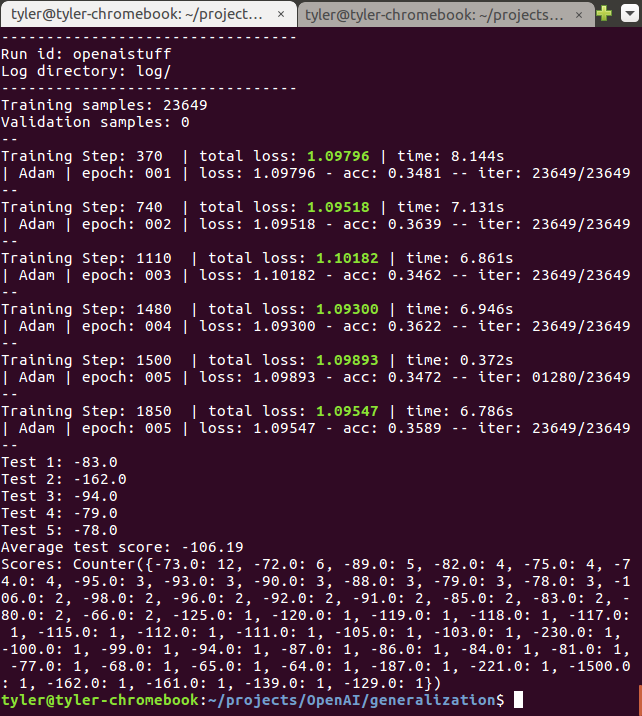 tyler@tyler-chromebook: ~/project... × tyler@tyler-chromebook: ~/projects... ×
---------------------------------
Run id: openaistuff
Log directory: log/
---------------------------------
Training samples: 23649
Validation samples: 0
--
Training Step: 370  | total loss: 1.09796 | time: 8.144s
| Adam | epoch: 001 | loss: 1.09796 - acc: 0.3481 -- iter: 23649/23649
--
Training Step: 740  | total loss: 1.09518 | time: 7.131s
| Adam | epoch: 002 | loss: 1.09518 - acc: 0.3639 -- iter: 23649/23649
--
Training Step: 1110  | total loss: 1.10182 | time: 6.861s
| Adam | epoch: 003 | loss: 1.10182 - acc: 0.3462 -- iter: 23649/23649
--
Training Step: 1480  | total loss: 1.09300 | time: 6.946s
| Adam | epoch: 004 | loss: 1.09300 - acc: 0.3622 -- iter: 23649/23649
--
Training Step: 1500  | total loss: 1.09893 | time: 0.372s
| Adam | epoch: 005 | loss: 1.09893 - acc: 0.3472 -- iter: 01280/23649
--
Training Step: 1850  | total loss: 1.09547 | time: 6.786s
| Adam | epoch: 005 | loss: 1.09547 - acc: 0.3589 -- iter: 23649/23649
--
Test 1: -83.0
Test 2: -162.0
Test 3: -94.0
Test 4: -79.0
Test 5: -78.0
Average test score: -106.19
Scores: Counter({-73.0: 12, -72.0: 6, -89.0: 5, -82.0: 4, -75.0: 4, -7
4.0: 4, -95.0: 3, -93.0: 3, -90.0: 3, -88.0: 3, -79.0: 3, -78.0: 3, -1
06.0: 2, -98.0: 2, -96.0: 2, -92.0: 2, -91.0: 2, -85.0: 2, -83.0: 2, -
80.0: 2, -66.0: 2, -125.0: 1, -120.0: 1, -119.0: 1, -118.0: 1, -117.0:
 1, -115.0: 1, -112.0: 1, -111.0: 1, -105.0: 1, -103.0: 1, -230.0: 1,
-100.0: 1, -99.0: 1, -94.0: 1, -87.0: 1, -86.0: 1, -84.0: 1, -81.0: 1,
 -77.0: 1, -68.0: 1, -65.0: 1, -64.0: 1, -187.0: 1, -221.0: 1, -1500.0
: 1, -162.0: 1, -161.0: 1, -139.0: 1, -129.0: 1})
tyler@tyler-chromebook:~/projects/OpenAI/generalization$